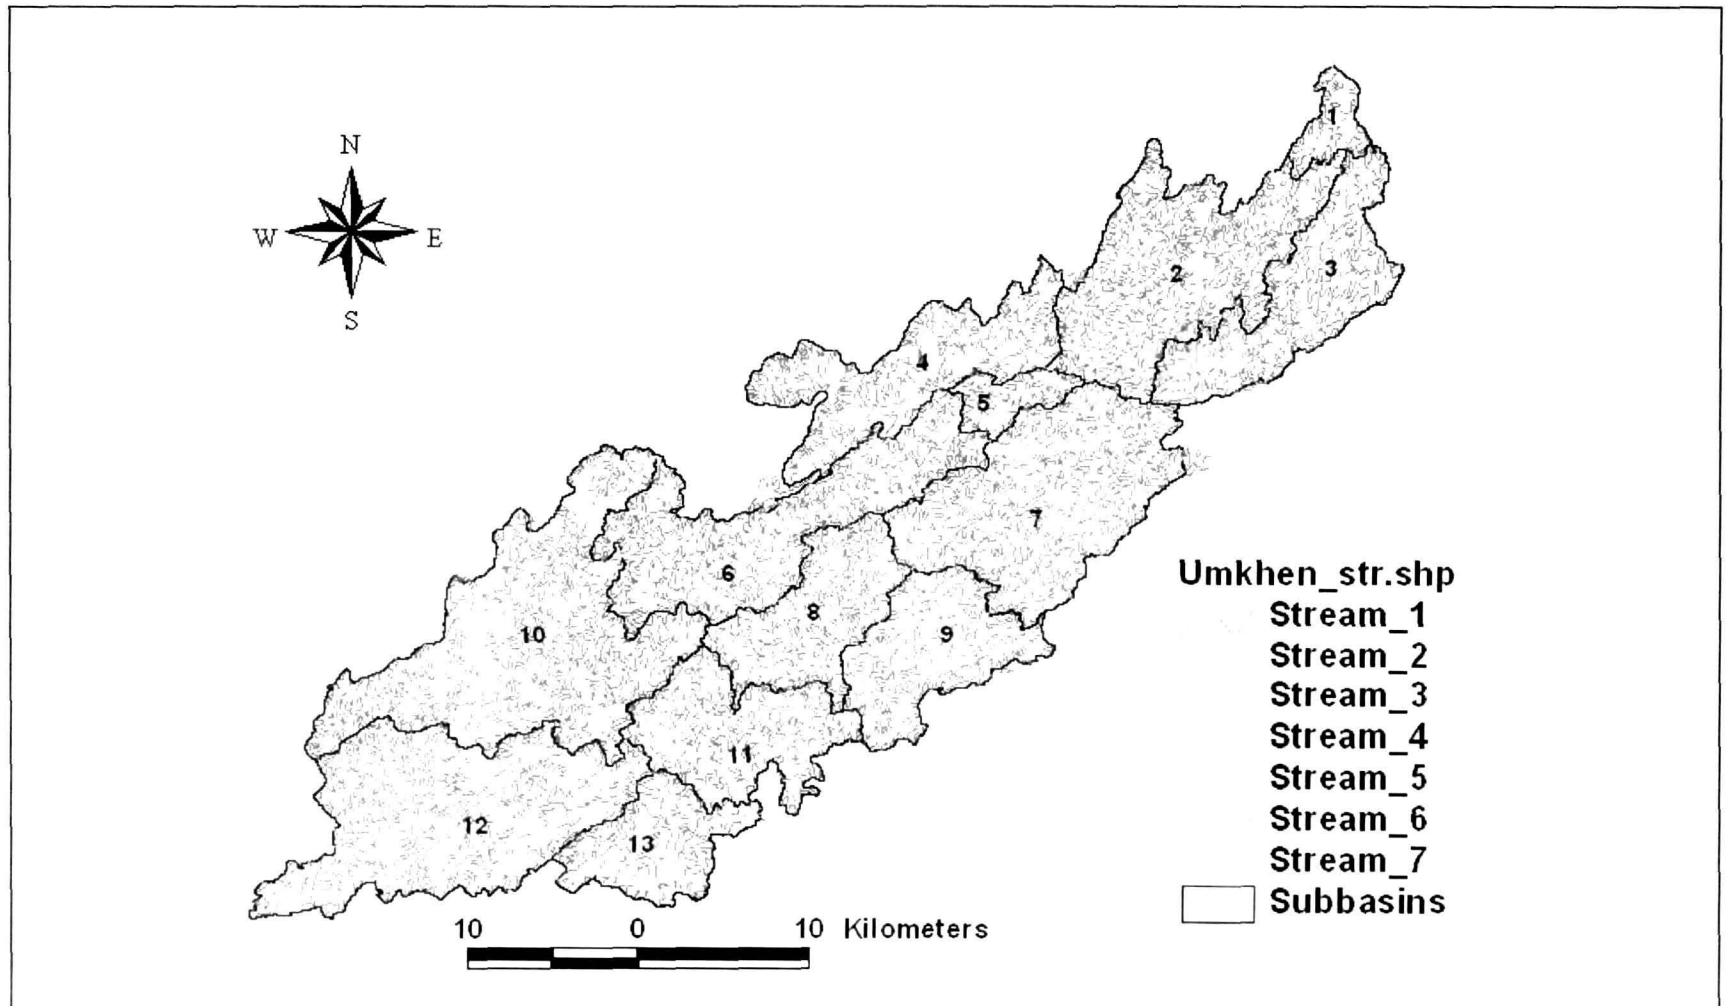 N
W E
S
1
2
3
4
5
6
7
8
9
10
11
12
13
Umkhen_str.shp
Stream_1
Stream_2
Stream_3
Stream_4
Stream_5
Stream_6
Stream_7
Subbasins
10 0 10 Kilometers